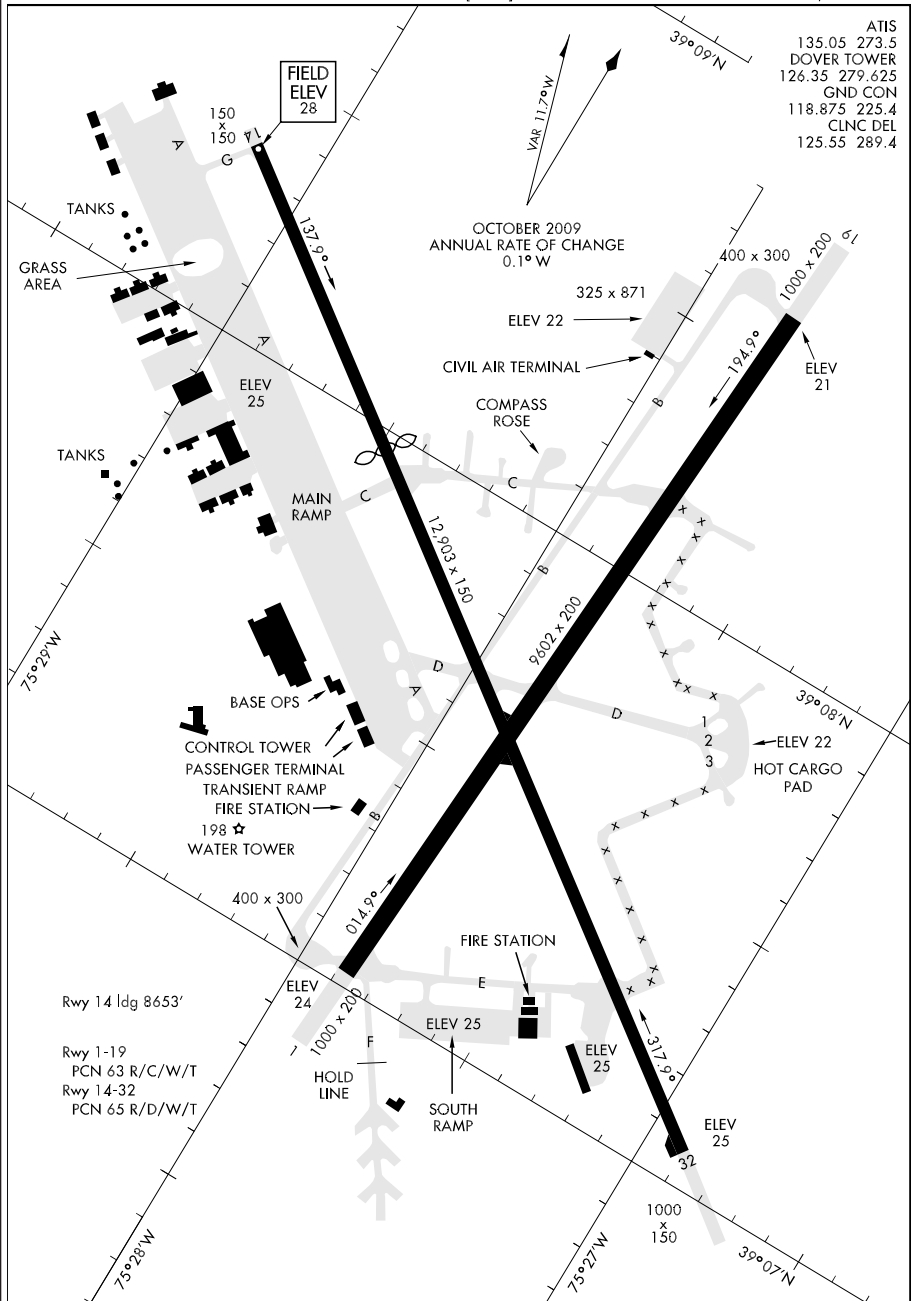 ATIS
135.05 273.5
DOVER TOWER
126.35 279.625
GND CON
118.875 225.4
CLNC DEL
125.55 289.4
39°09'N
FIELD
ELEV
28
150
x
150
14
A
G
VAR 11.7°W
TANKS
137.9°
OCTOBER 2009
ANNUAL RATE OF CHANGE
0.1° W
400 x 300
1000 x 200
19
GRASS
AREA
325 x 871
ELEV 22
A
CIVIL AIR TERMINAL
194.9°
ELEV
21
ELEV
25
B
COMPASS
ROSE
TANKS
C
C
MAIN
RAMP
12,903 x 150
x
x
x
x
x
x
x
x
x
x
x
B
9602 x 200
75°29'W
D
A
D
39°08'N
BASE OPS
1
2
3
ELEV 22
HOT CARGO
PAD
CONTROL TOWER
PASSENGER TERMINAL
TRANSIENT RAMP
FIRE STATION
198
WATER TOWER
B
x
x
x
x
x
x
x
x
x
x
x
400 x 300
014.9°
FIRE STATION
ELEV
24
E
Rwy 14 ldg 8653'
1000 x 200
1
ELEV 25
317.9°
Rwy 1-19
PCN 63 R/C/W/T
Rwy 14-32
PCN 65 R/D/W/T
F
HOLD
LINE
SOUTH
RAMP
ELEV
25
ELEV
25
32
1000
x
150
75°28'W
75°27'W
39°07'N